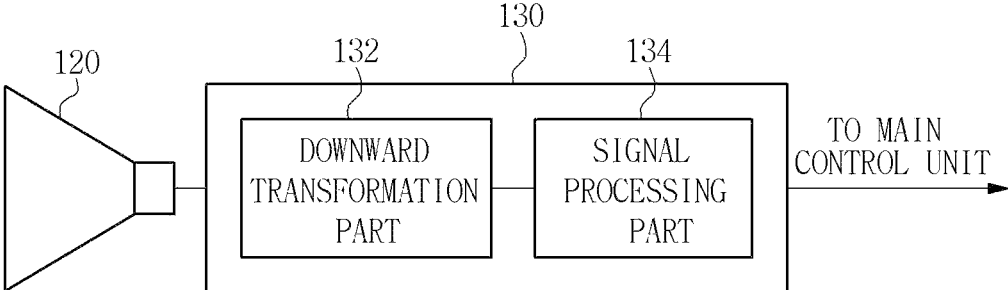 130
120
132
134
DOWNWARD
TRANSFORMATION
PART
SIGNAL
PROCESSING
PART
TO MAIN
CONTROL UNIT